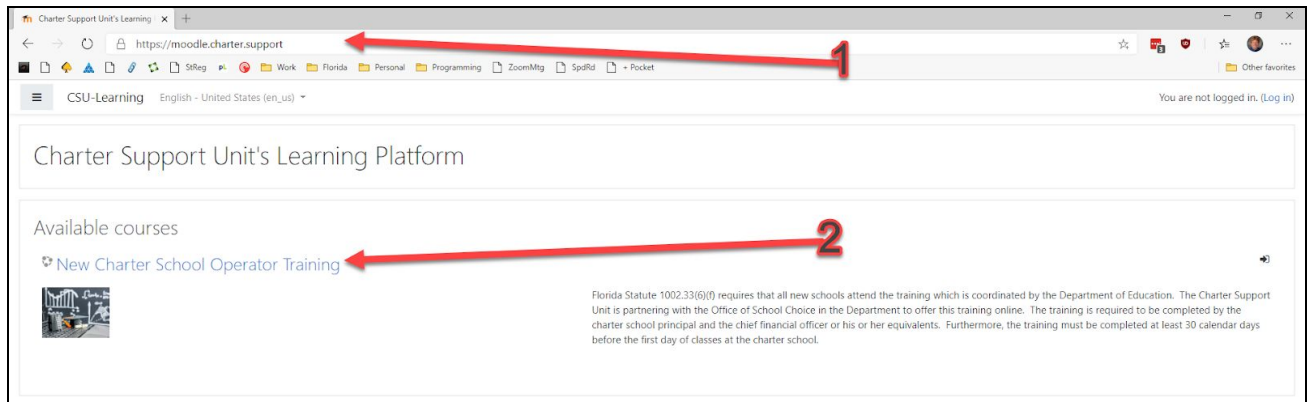 Charter Support Unit's Learning
https://moodle.charter.support
1
StReg Work Florida Personal Programming ZoomMtg SpdRd + Pocket Other favorites
CSU-Learning English - United States (en_us) You are not logged in. (Log in)
Charter Support Unit's Learning Platform
Available courses
2
New Charter School Operator Training
Florida Statute 1002.33(6)(f) requires that all new schools attend the training which is coordinated by the Department of Education. The Charter Support
Unit is partnering with the Office of School Choice in the Department to offer this training online. The training is required to be completed by the
charter school principal and the chief financial officer or his or her equivalents. Furthermore, the training must be completed at least 30 calendar days
before the first day of classes at the charter school.